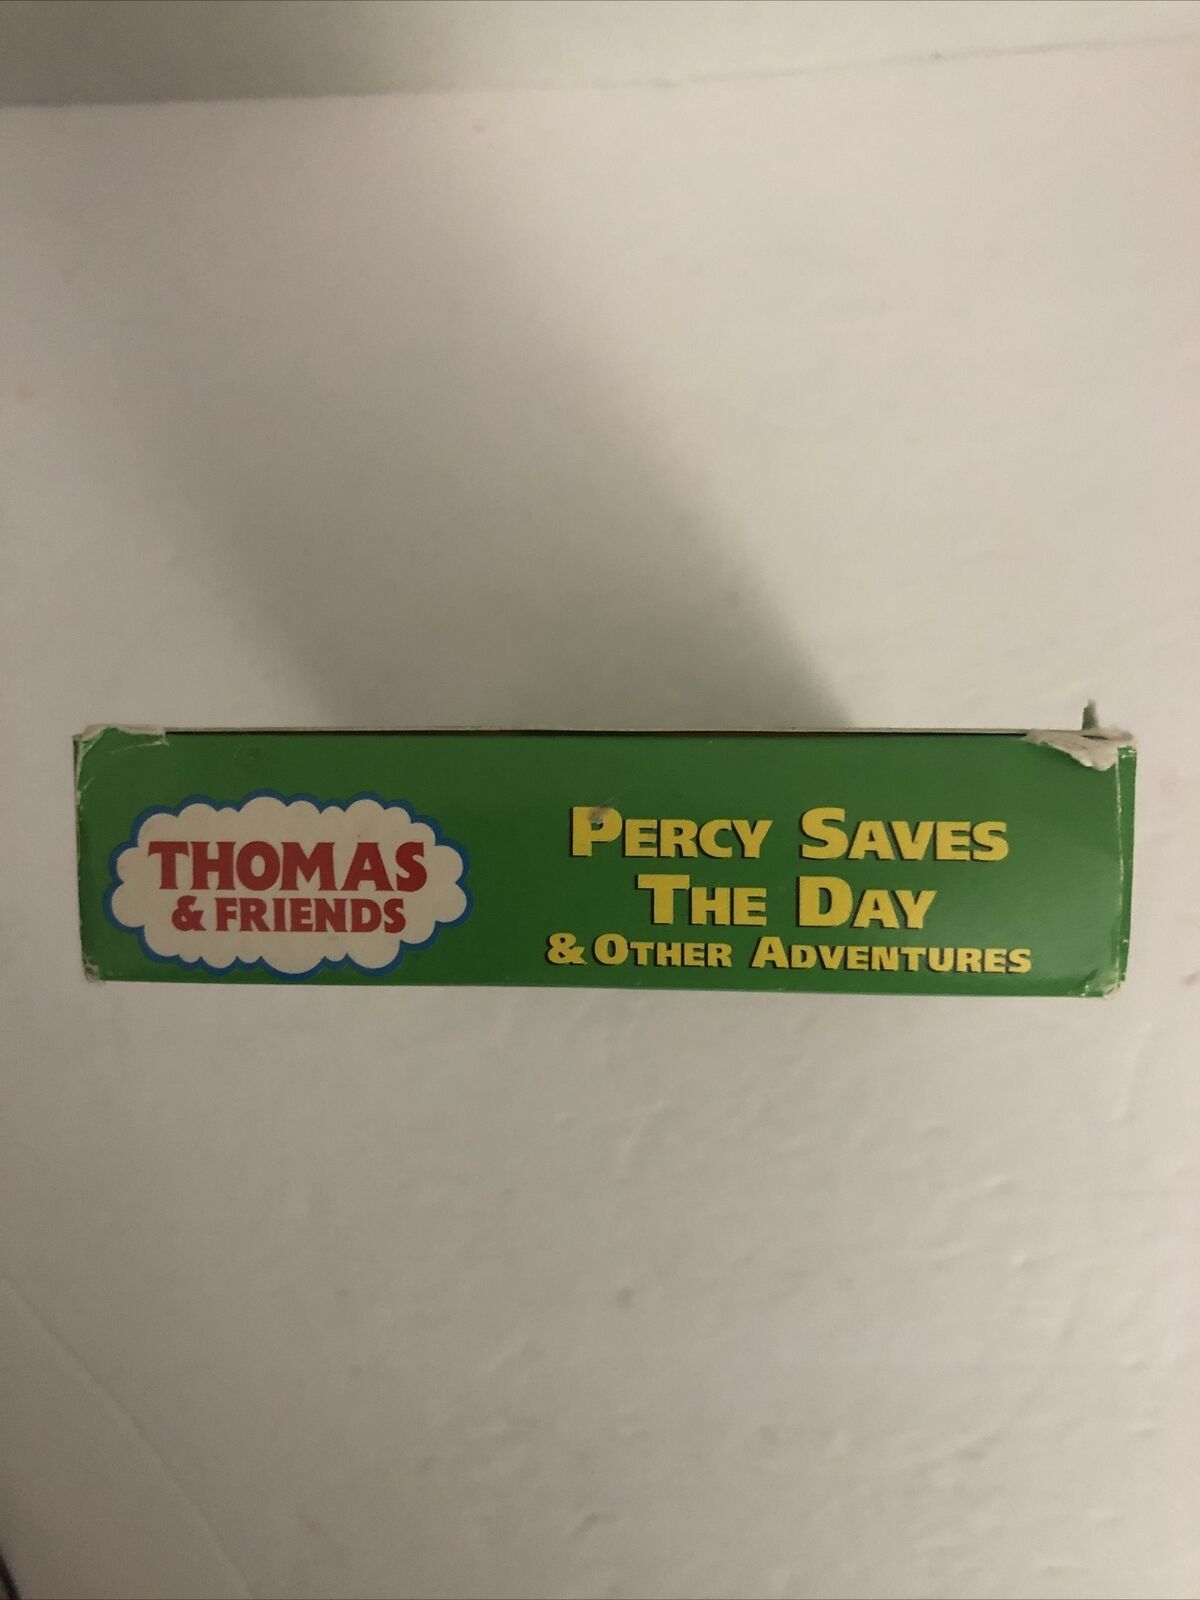 THOMAS
& FRIENDS
PERCY SAVES
THE DAY
& OTHER ADVENTURES